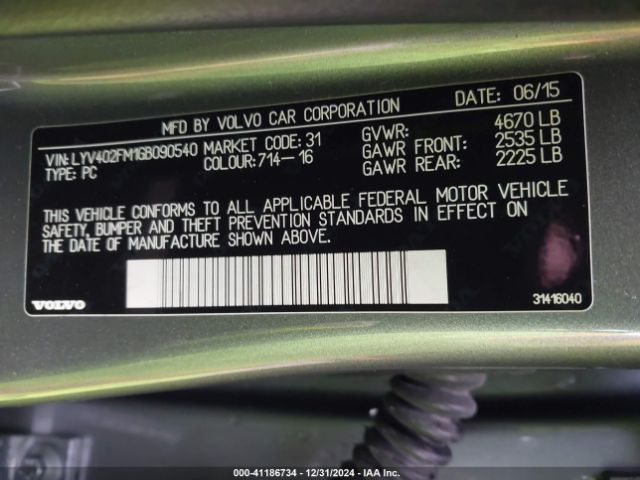 MFD BY VOLVO CAR CORPORATION DATE: 06/15
VIN: LYV402FM1GB090540 MARKET CODE: 31 GVWR: 4670 LB
TYPE: PC COLOUR: 714-16 GAWR FRONT: 2535 LB
GAWR REAR: 2225 LB
THIS VEHICLE CONFORMS TO ALL APPLICABLE FEDERAL MOTOR VEHICLE
SAFETY, BUMPER AND THEFT PREVENTION STANDARDS IN EFFECT ON
THE DATE OF MANUFACTURE SHOWN ABOVE.
VOLVO 31416040
000-41186734 — 12/31/2024 — IAA Inc.